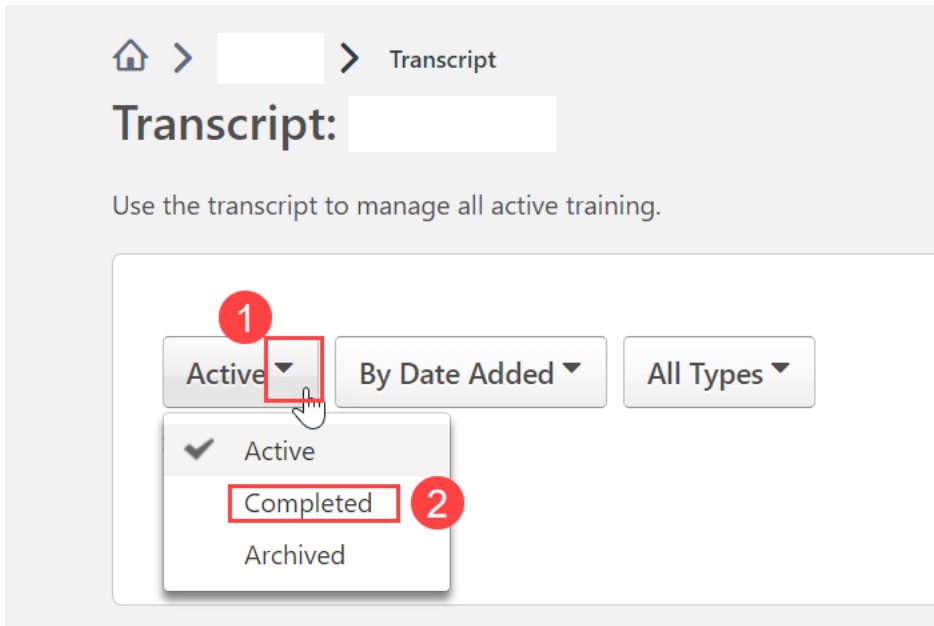 Transcript
Transcript:
Use the transcript to manage all active training.
1
Active By Date Added All Types
Active
Completed 2
Archived